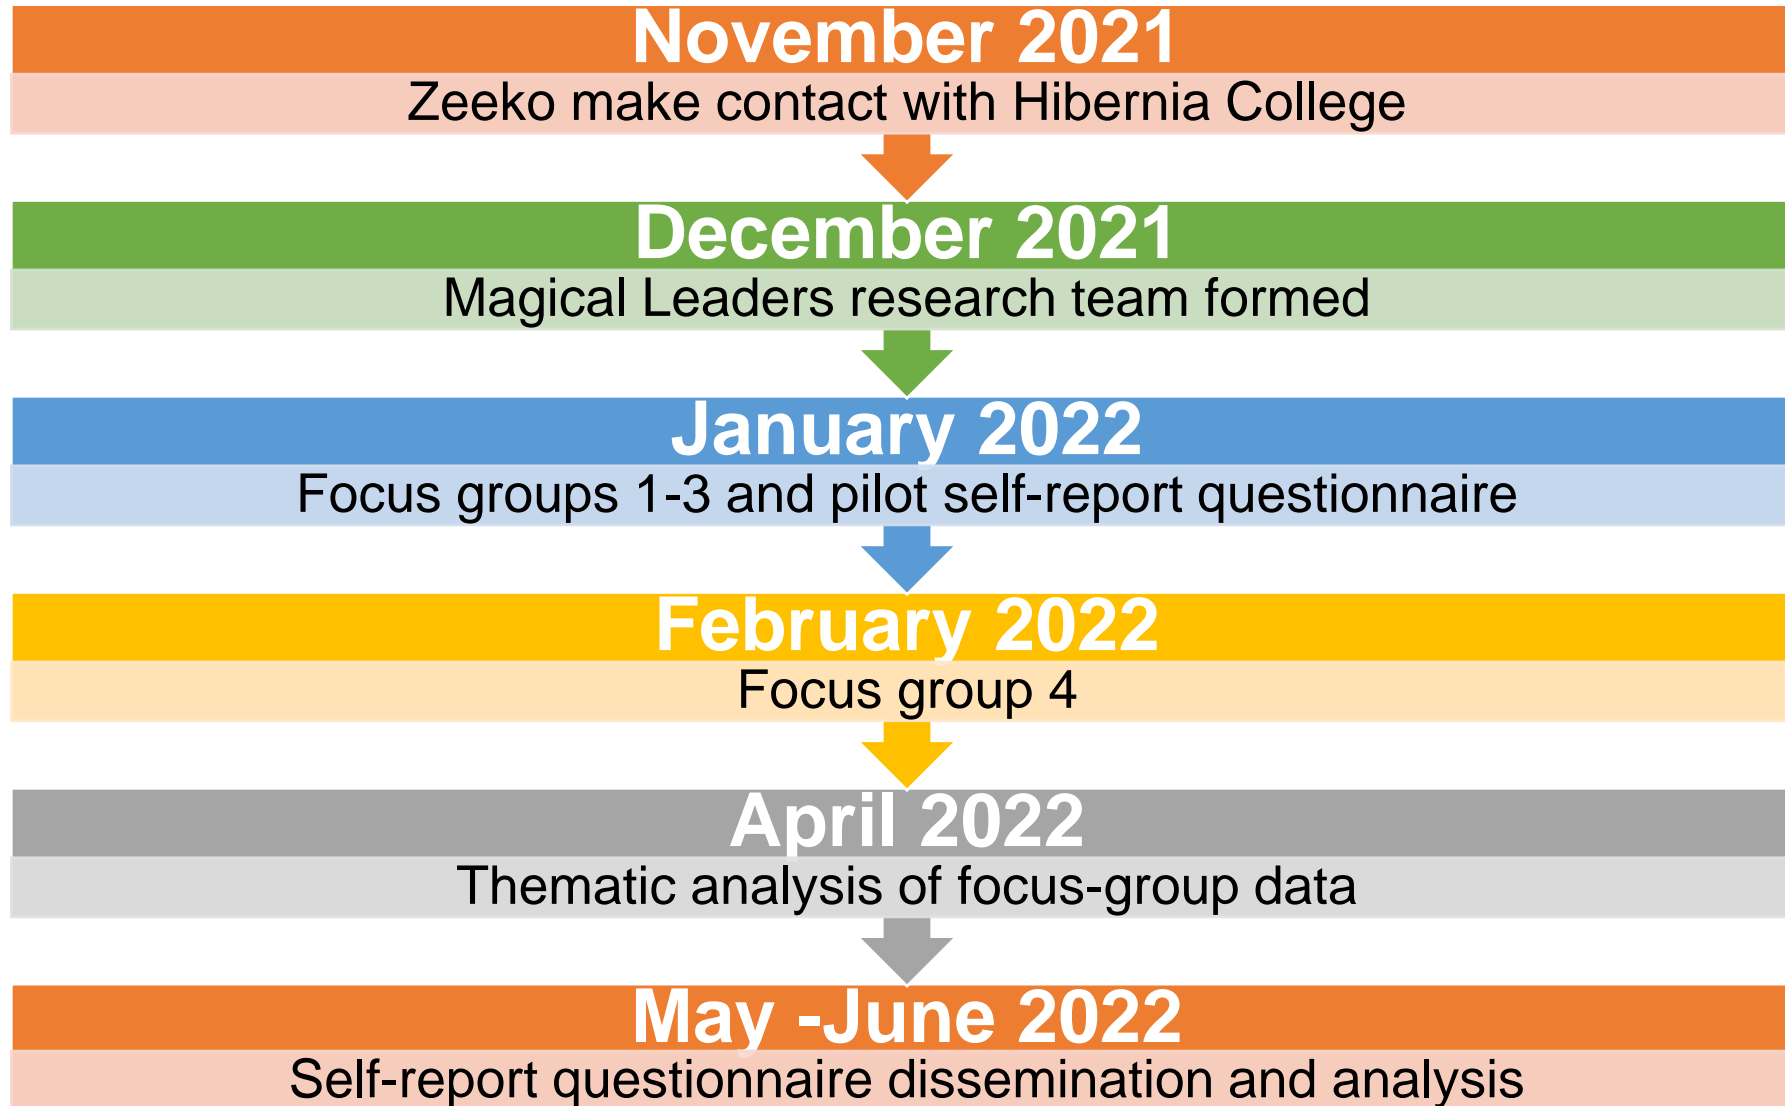 November 2021
Zeeko make contact with Hibernia College
December 2021
Magical Leaders research team formed
January 2022
Focus groups 1-3 and pilot self-report questionnaire
February 2022
Focus group 4
April 2022
Thematic analysis of focus-group data
May -June 2022
Self-report questionnaire dissemination and analysis